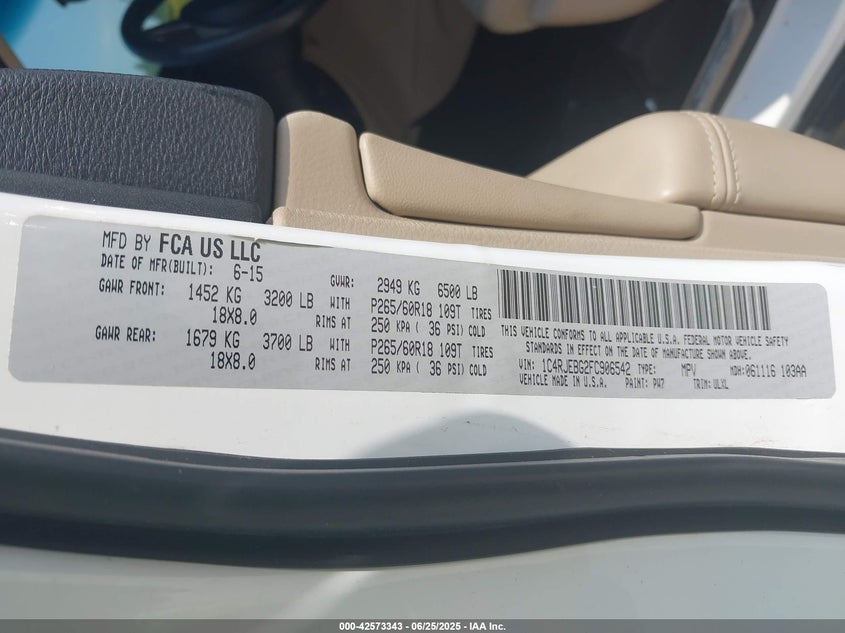 MFD BY FCA US LLC
DATE OF MFR(BUILT): 6-15 GVWR: 2949 KG 6500 LB
GAWR FRONT: 1452 KG 3200 LB WITH P265/60R18 109T TIRES
18X8.0 RIMS AT 250 KPA ( 36 PSI) COLD
GAWR REAR: 1679 KG 3700 LB WITH P265/60R18 109T TIRES
18X8.0 RIMS AT 250 KPA ( 36 PSI) COLD
THIS VEHICLE CONFORMS TO ALL APPLICABLE U.S.A. FEDERAL MOTOR VEHICLE SAFETY
STANDARDS IN EFFECT ON THE DATE OF MANUFACTURE SHOWN ABOVE
VIN: 1C4RJEBG2FC906542 TYPE: MPV MDH: 061116 103AA
VEHICLE MADE IN U.S.A. PAINT: PW7 TRIM: ULXL
000-42573343 / 06/25/2025 - IAA Inc.